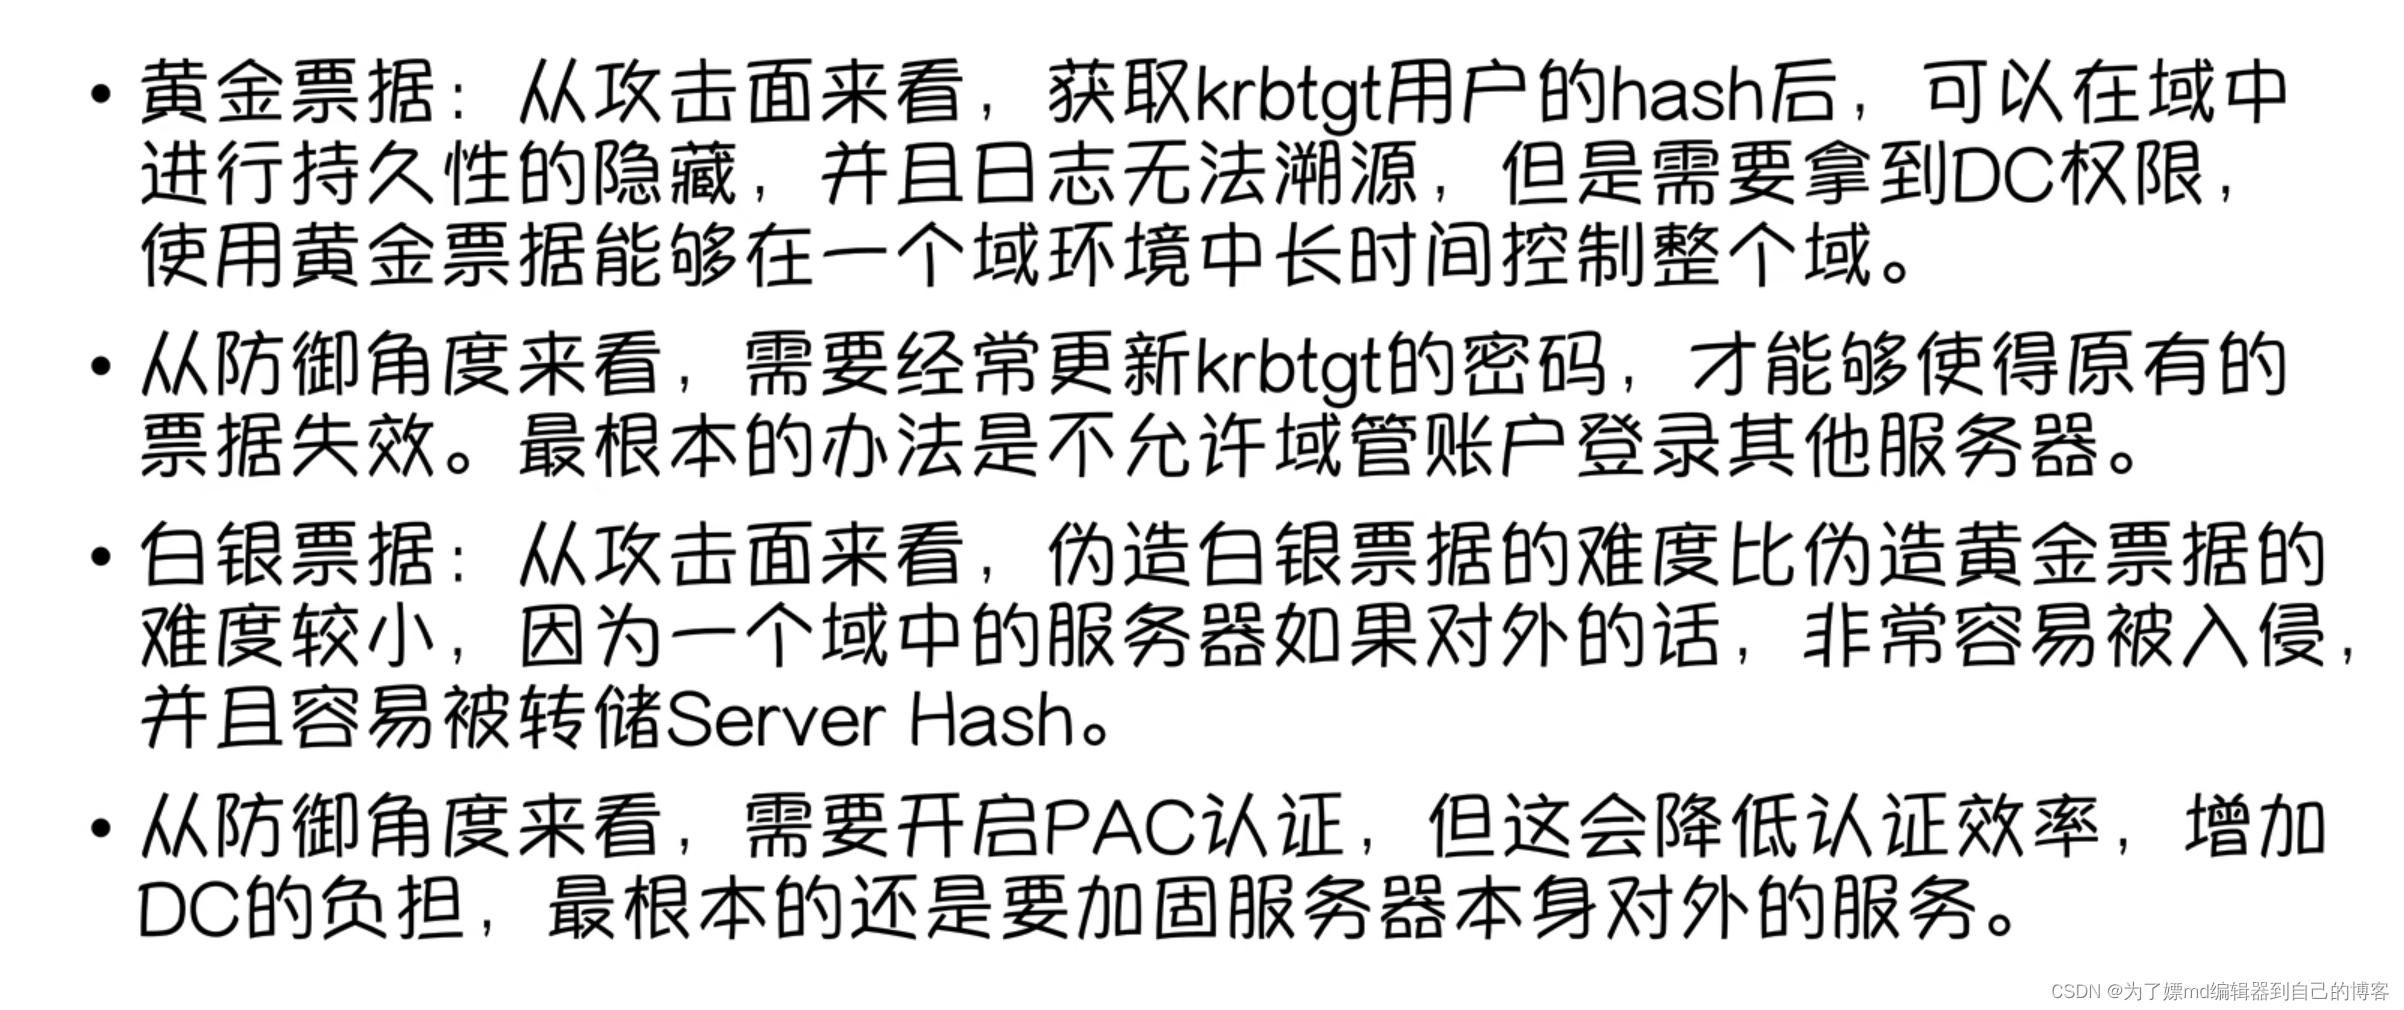 • 黄金票据：从攻击面来看，获取krbtgt用户的hash后，可以在域中
进行持久性的隐藏，并且日志无法溯源，但是需要拿到DC权限，
使用黄金票据能够在一个域环境中长时间控制整个域。
• 从防御角度来看，需要经常更新krbtgt的密码，才能够使得原有的
票据失效。最根本的办法是不允许域管账户登录其他服务器。
• 白银票据：从攻击面来看，伪造白银票据的难度比伪造黄金票据的
难度较小，因为一个域中的服务器如果对外的话，非常容易被入侵，
并且容易被转储Server Hash。
• 从防御角度来看，需要开启PAC认证，但这会降低认证效率，增加
DC的负担，最根本的还是要加固服务器本身对外的服务。
CSDN @为了嫖md编辑器到自己的博客